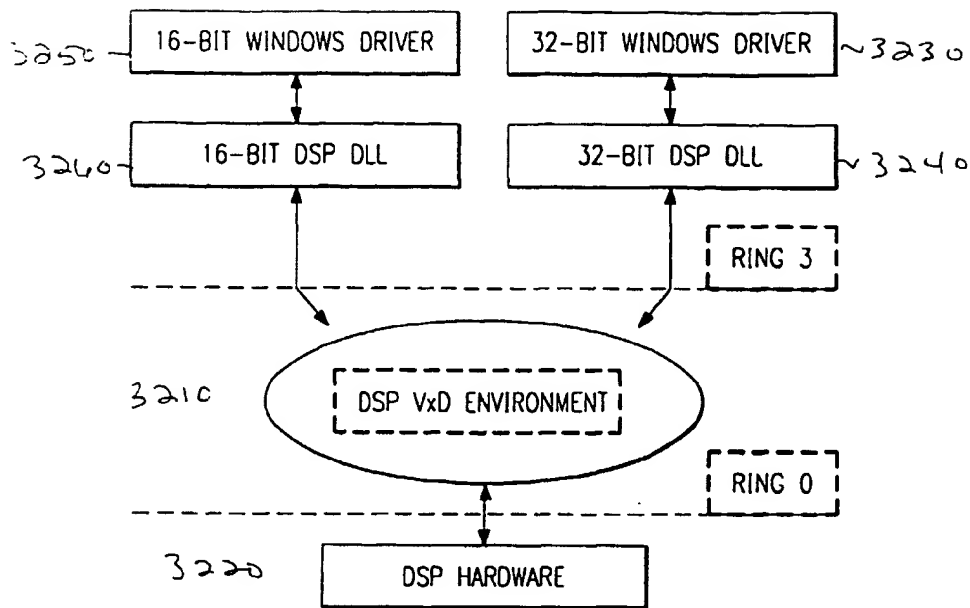 3250 16-BIT WINDOWS DRIVER 32-BIT WINDOWS DRIVER 3230
3260 16-BIT DSP DLL 32-BIT DSP DLL 3240
RING 3
3210 DSP VxD ENVIRONMENT
RING 0
3220 DSP HARDWARE